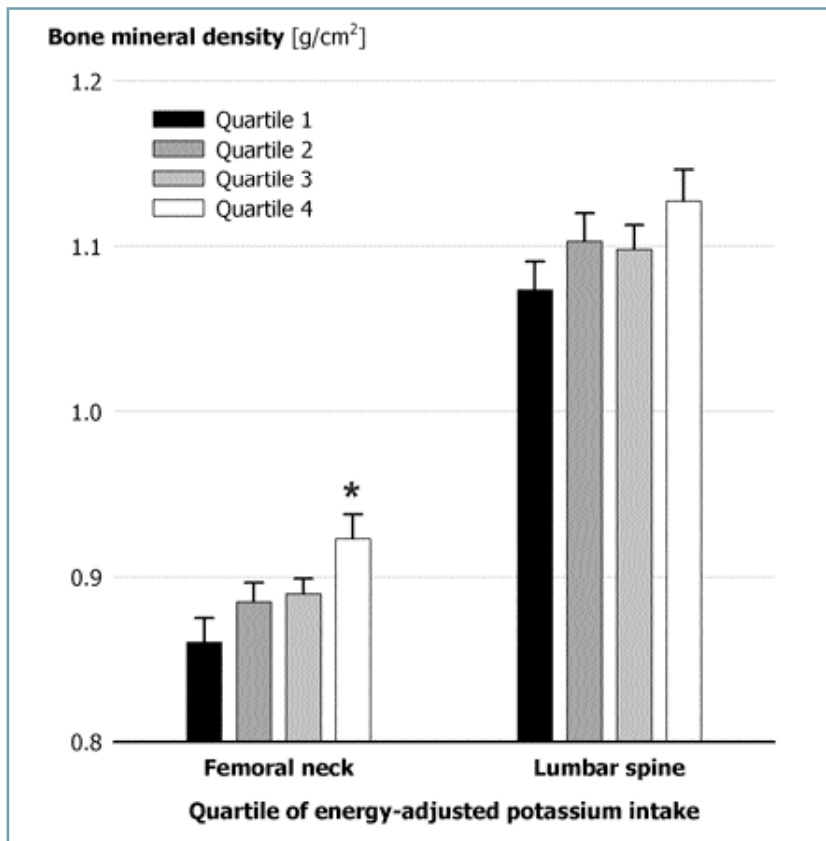 Bone mineral density [g/cm²]
1.2
Quartile 1
Quartile 2
Quartile 3
Quartile 4
1.1
1.0
*
0.9
0.8
Femoral neck Lumbar spine
Quartile of energy-adjusted potassium intake